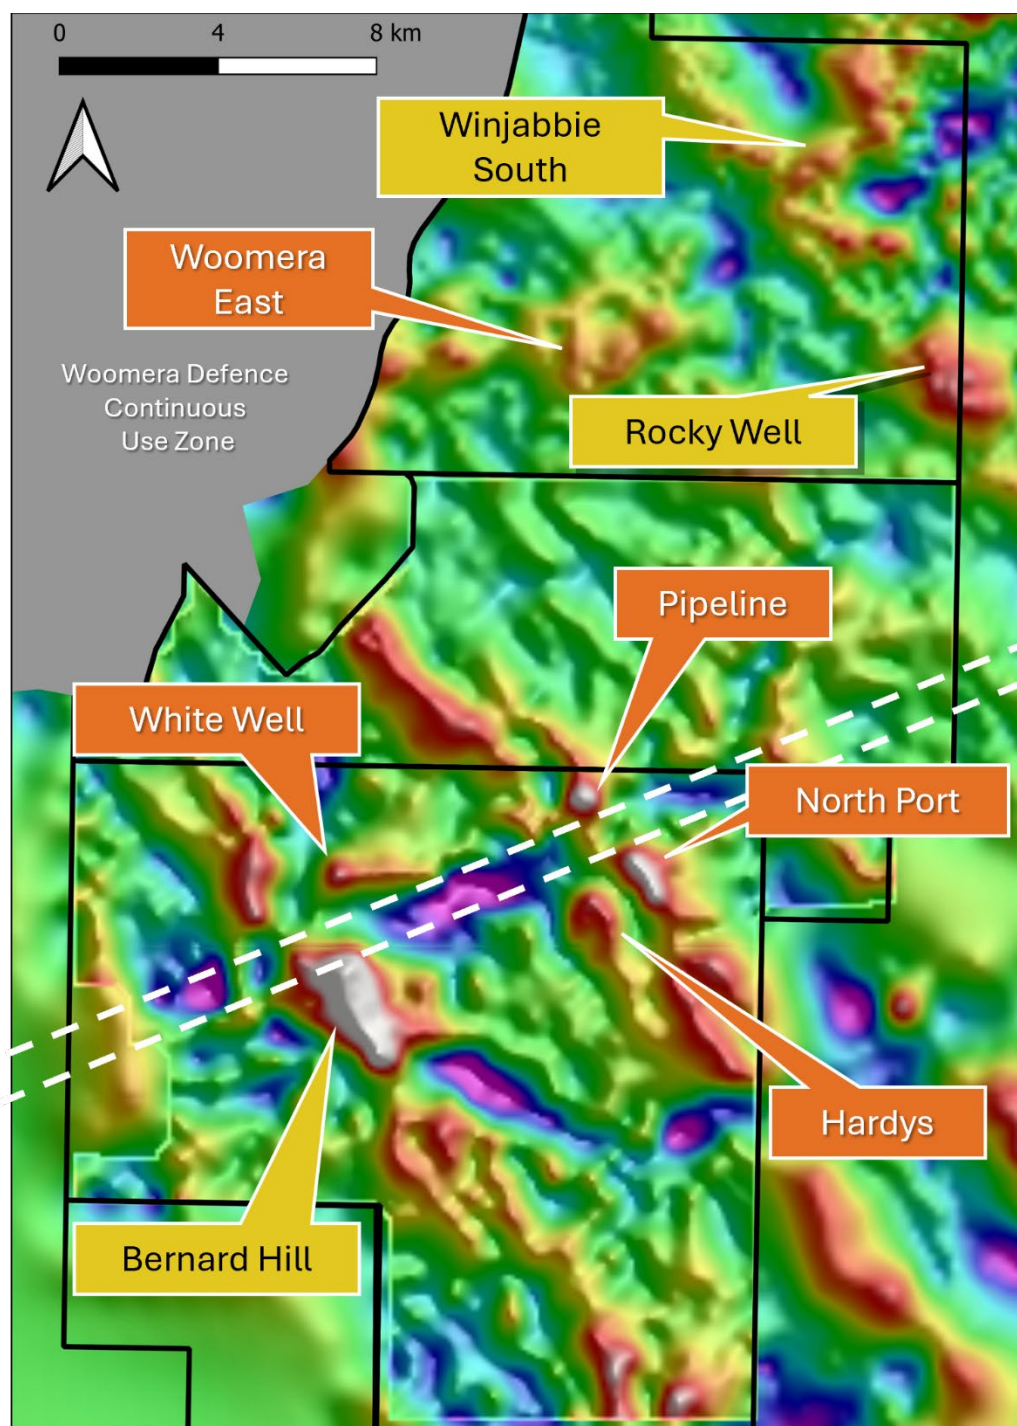 0 4 8 km
Winjabbie
South
Woomera
East
Woomera Defence
Continuous
Use Zone
Rocky Well
Pipeline
White Well
North Port
Hardys
Bernard Hill